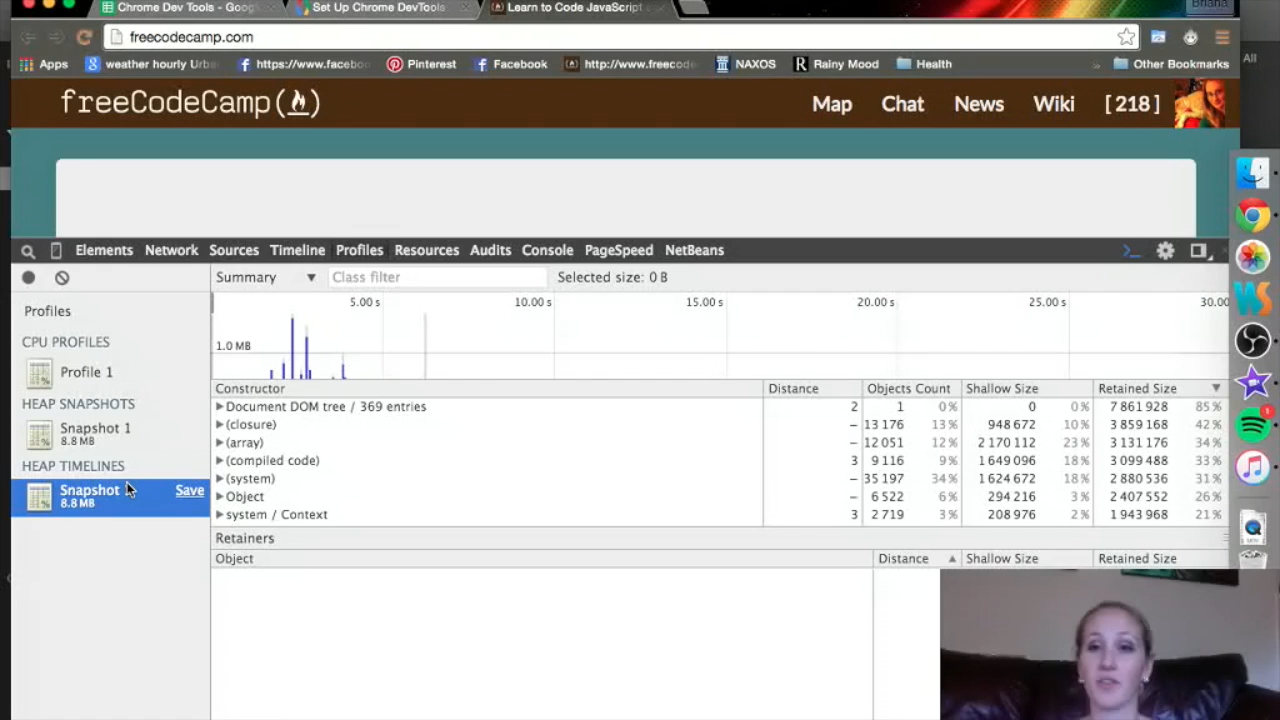 Chrome Dev Tools - Goog
Set Up Chrome DevTools
Learn to Code JavaScript
Briana
freecodecamp.com
Apps
weather hourly Urb
https://www.facebo
Pinterest
Facebook
http://www.freecode
NAXOS
Rainy Mood
Health
»
Other Bookmarks
All
freeCodeCamp( )
Map Chat News Wiki [ 218 ]
Elements Network Sources Timeline Profiles Resources Audits Console PageSpeed NetBeans
Summary ▼ Class filter Selected size: 0 B
Profiles
CPU PROFILES
Profile 1
HEAP SNAPSHOTS
Snapshot 1
8.8 MB
HEAP TIMELINES
Snapshot
Save
8.8 MB
5.00 s 10.00 s 15.00 s 20.00 s 25.00 s 30.00
1.0 MB
Constructor Distance Objects Count Shallow Size Retained Size ▼
Document DOM tree / 369 entries 2 1 0% 0 0% 7 861 928 85%
(closure) – 13 176 13% 948 672 10% 3 859 168 42%
(array) – 12 051 12% 2 170 112 23% 3 131 176 34%
(compiled code) 3 9 116 9% 1 649 096 18% 3 099 488 33%
(system) – 35 197 34% 1 624 672 18% 2 880 536 31%
Object – 6 522 6% 294 216 3% 2 407 552 26%
system / Context 3 2 719 3% 208 976 2% 1 943 968 21%
Retainers
Object Distance ▲ Shallow Size Retained Size